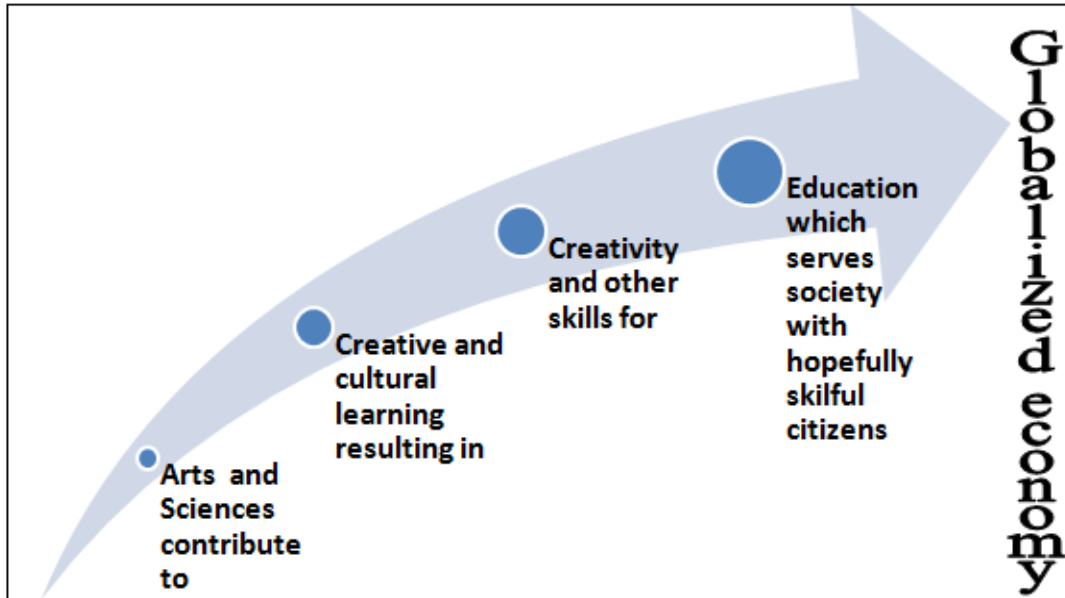 Arts and
Sciences
contribute
to
Creative and
cultural
learning
resulting in
Creativity
and other
skills for
Education
which
serves
society
with
hopefully
skilful
citizens
Globalized economy